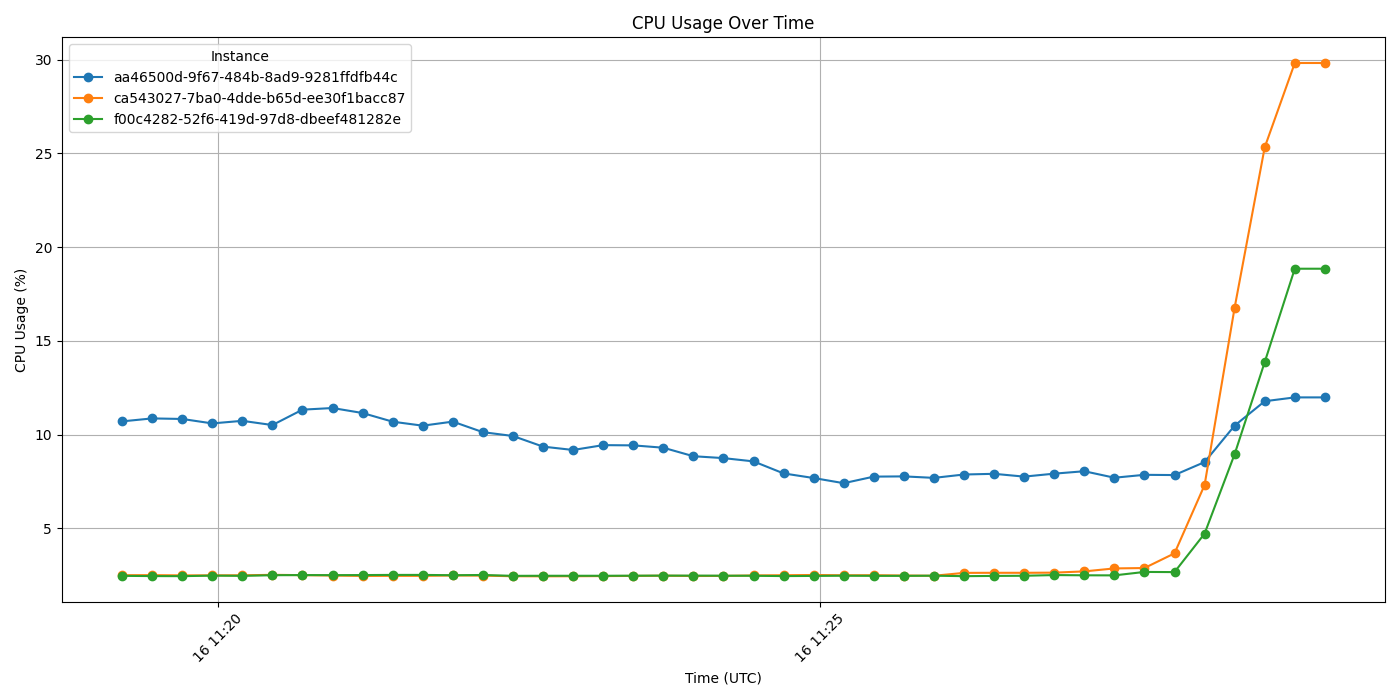 CPU Usage Over Time
Instance
aa46500d-9f67-484b-8ad9-9281ffdfb44c
ca543027-7ba0-4dde-b65d-ee30f1bacc87
f00c4282-52f6-419d-97d8-dbeef481282e
30
25
20
15
10
5
CPU Usage (%)
16 11:20
16 11:25
Time (UTC)